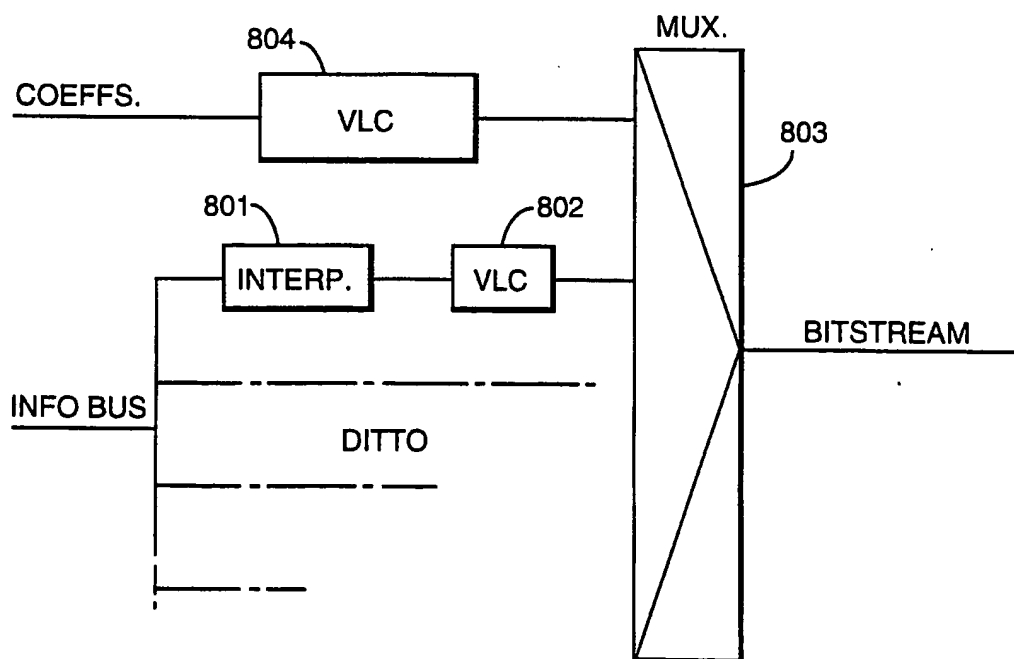 MUX.
804
COEFFS.
VLC
803
801
802
INTERP.
VLC
BITSTREAM
INFO BUS
DITTO